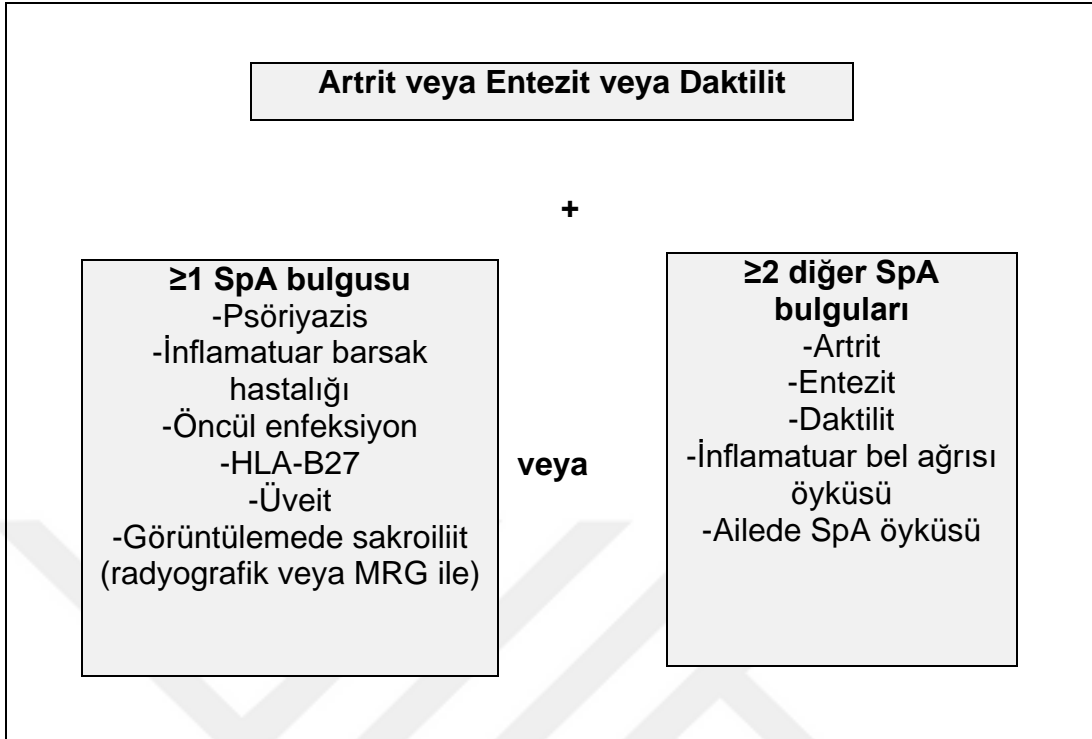 Artrit veya Entezit veya Daktilit
+
≥1 SpA bulgusu
-Psöriyazis
-İnflamatuar barsak
hastalığı
-Öncül enfeksiyon
-HLA-B27
-Üveit
-Görüntülemede sakroiliit
(radyografik veya MRG ile)
veya
≥2 diğer SpA
bulguları
-Artrit
-Entezit
-Daktilit
-İnflamatuar bel ağrısı
öyküsü
-Ailede SpA öyküsü